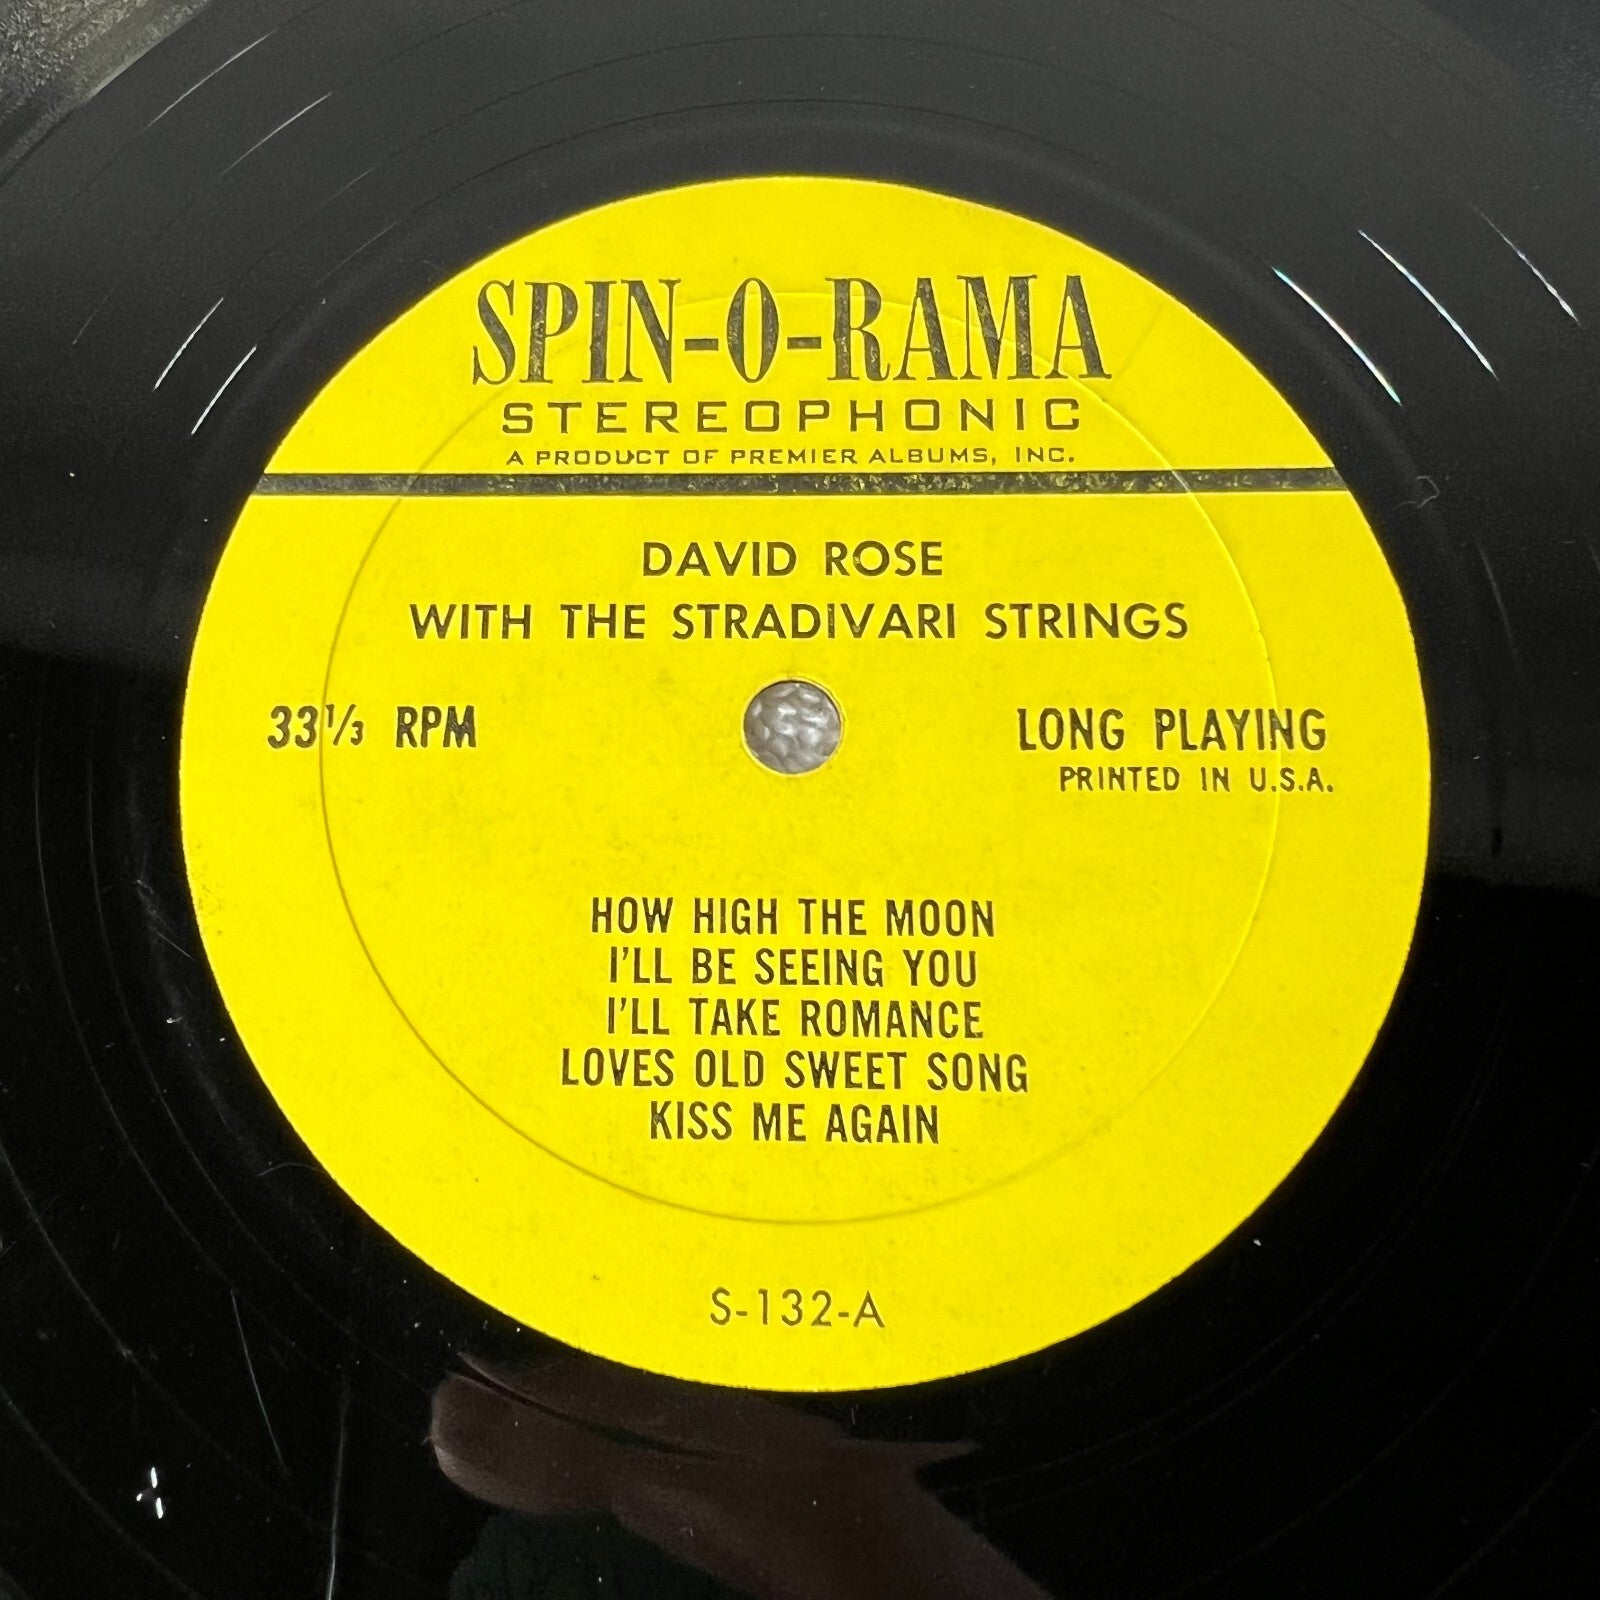 SPIN-O-RAMA
STEREOPHONIC
A PRODUCT OF PREMIER ALBUMS, INC.
DAVID ROSE
WITH THE STRADIVARI STRINGS
33⅓ RPM
LONG PLAYING
PRINTED IN U.S.A.
HOW HIGH THE MOON
I'LL BE SEEING YOU
I'LL TAKE ROMANCE
LOVES OLD SWEET SONG
KISS ME AGAIN
S-132-A